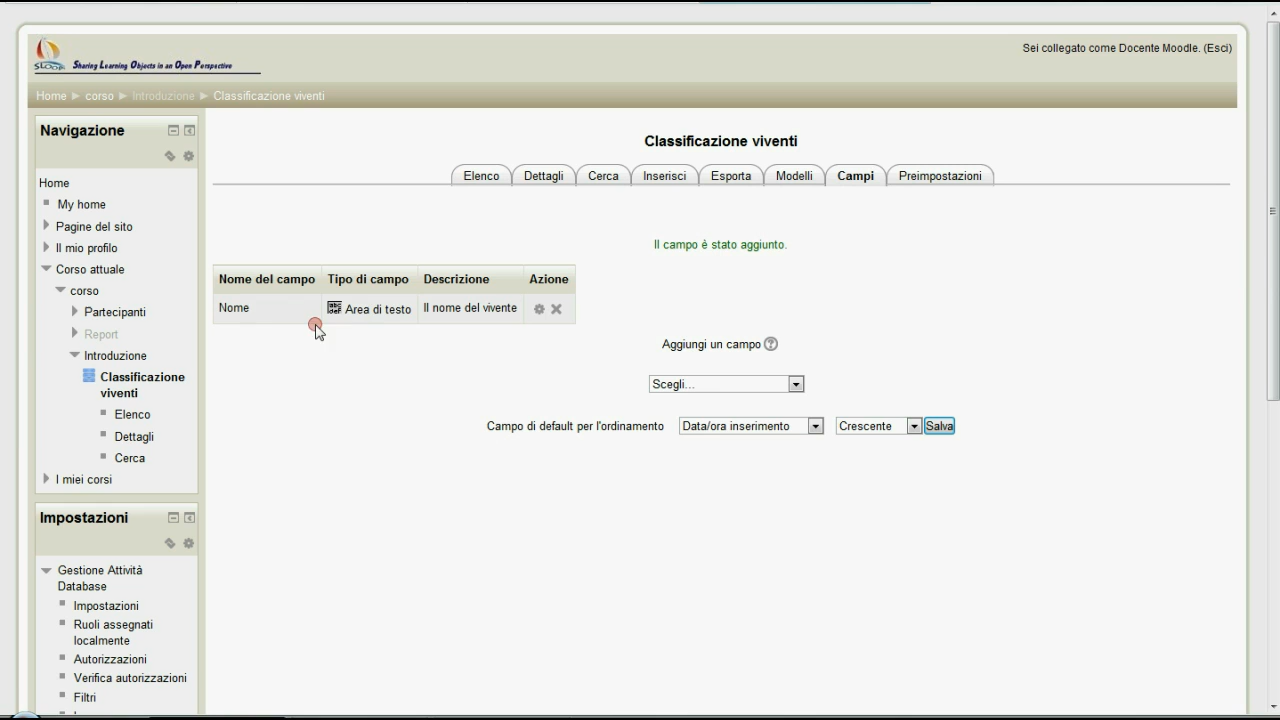 SLOOP Sharing Learning Objects in an Open Perspective
Sei collegato come Docente Moodle. (Esci)
Home ► corso ► Introduzione ► Classificazione viventi
Navigazione
Home
My home
Pagine del sito
Il mio profilo
Corso attuale
corso
Partecipanti
Report
Introduzione
Classificazione
viventi
Elenco
Dettagli
Cerca
I miei corsi
Impostazioni
Gestione Attività
Database
Impostazioni
Ruoli assegnati
localmente
Autorizzazioni
Verifica autorizzazioni
Filtri
Classificazione viventi
Elenco Dettagli Cerca Inserisci Esporta Modelli Campi Preimpostazioni
Il campo è stato aggiunto.
Nome del campo Tipo di campo Descrizione Azione
Nome Area di testo Il nome del vivente
Aggiungi un campo
Scegli...
Campo di default per l'ordinamento Data/ora inserimento Crescente Salva